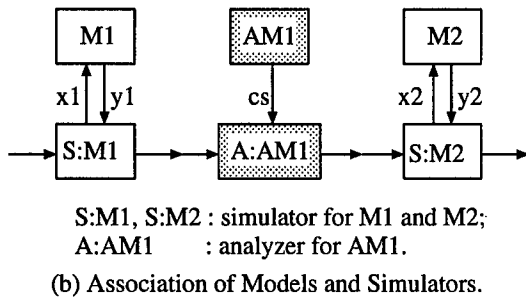 M1 AM1 M2
x1 y1 cs x2 y2
S:M1 A:AM1 S:M2
S:M1, S:M2 : simulator for M1 and M2;
A:AM1 : analyzer for AM1.
(b) Association of Models and Simulators.